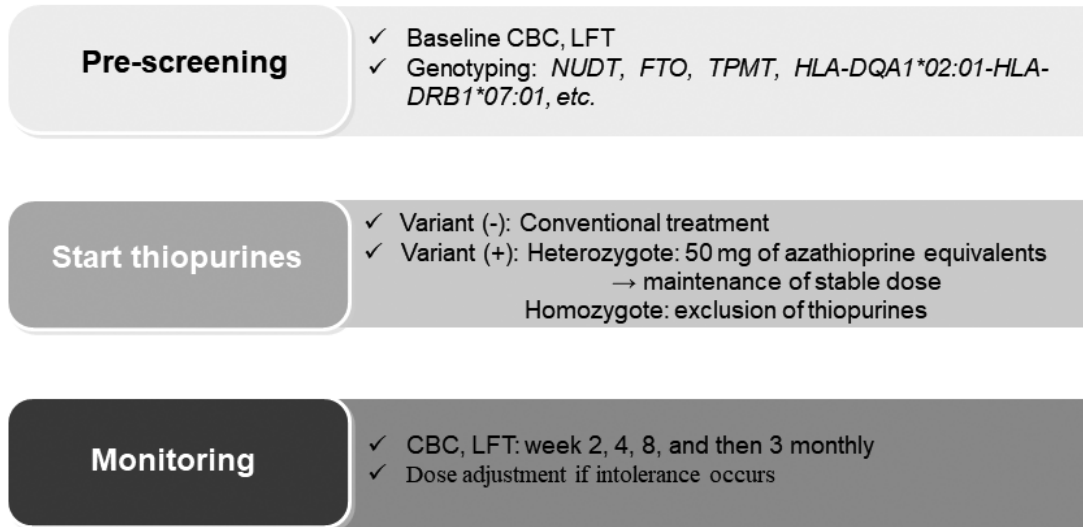 Pre-screening
✓ Baseline CBC, LFT
✓ Genotyping: NUDT, FTO, TPMT, HLA-DQA1*02:01-HLA-
DRB1*07:01, etc.
Start thiopurines
✓ Variant (-): Conventional treatment
✓ Variant (+): Heterozygote: 50 mg of azathioprine equivalents
→ maintenance of stable dose
Homozygote: exclusion of thiopurines
Monitoring
✓ CBC, LFT: week 2, 4, 8, and then 3 monthly
✓ Dose adjustment if intolerance occurs